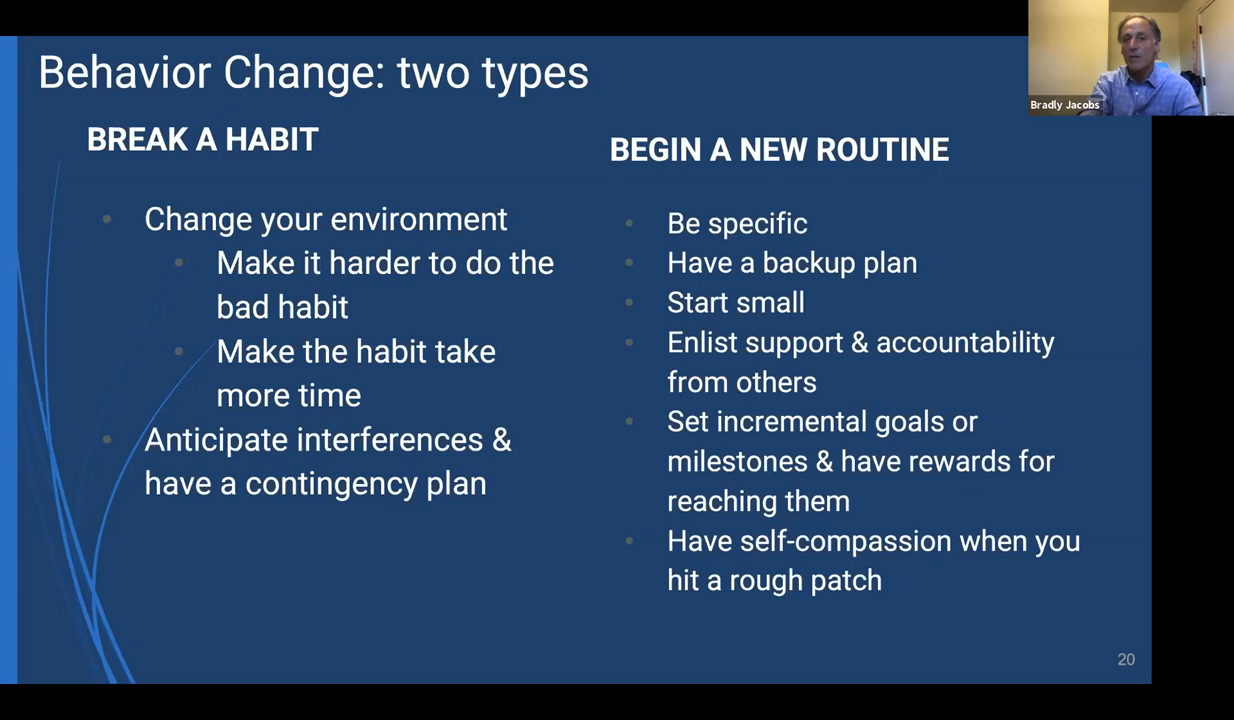 Behavior Change: two types
BREAK A HABIT
Change your environment
Make it harder to do the
bad habit
Make the habit take
more time
Anticipate interferences &
have a contingency plan
BEGIN A NEW ROUTINE
Be specific
Have a backup plan
Start small
Enlist support & accountability
from others
Set incremental goals or
milestones & have rewards for
reaching them
Have self-compassion when you
hit a rough patch
20
Bradly Jacobs